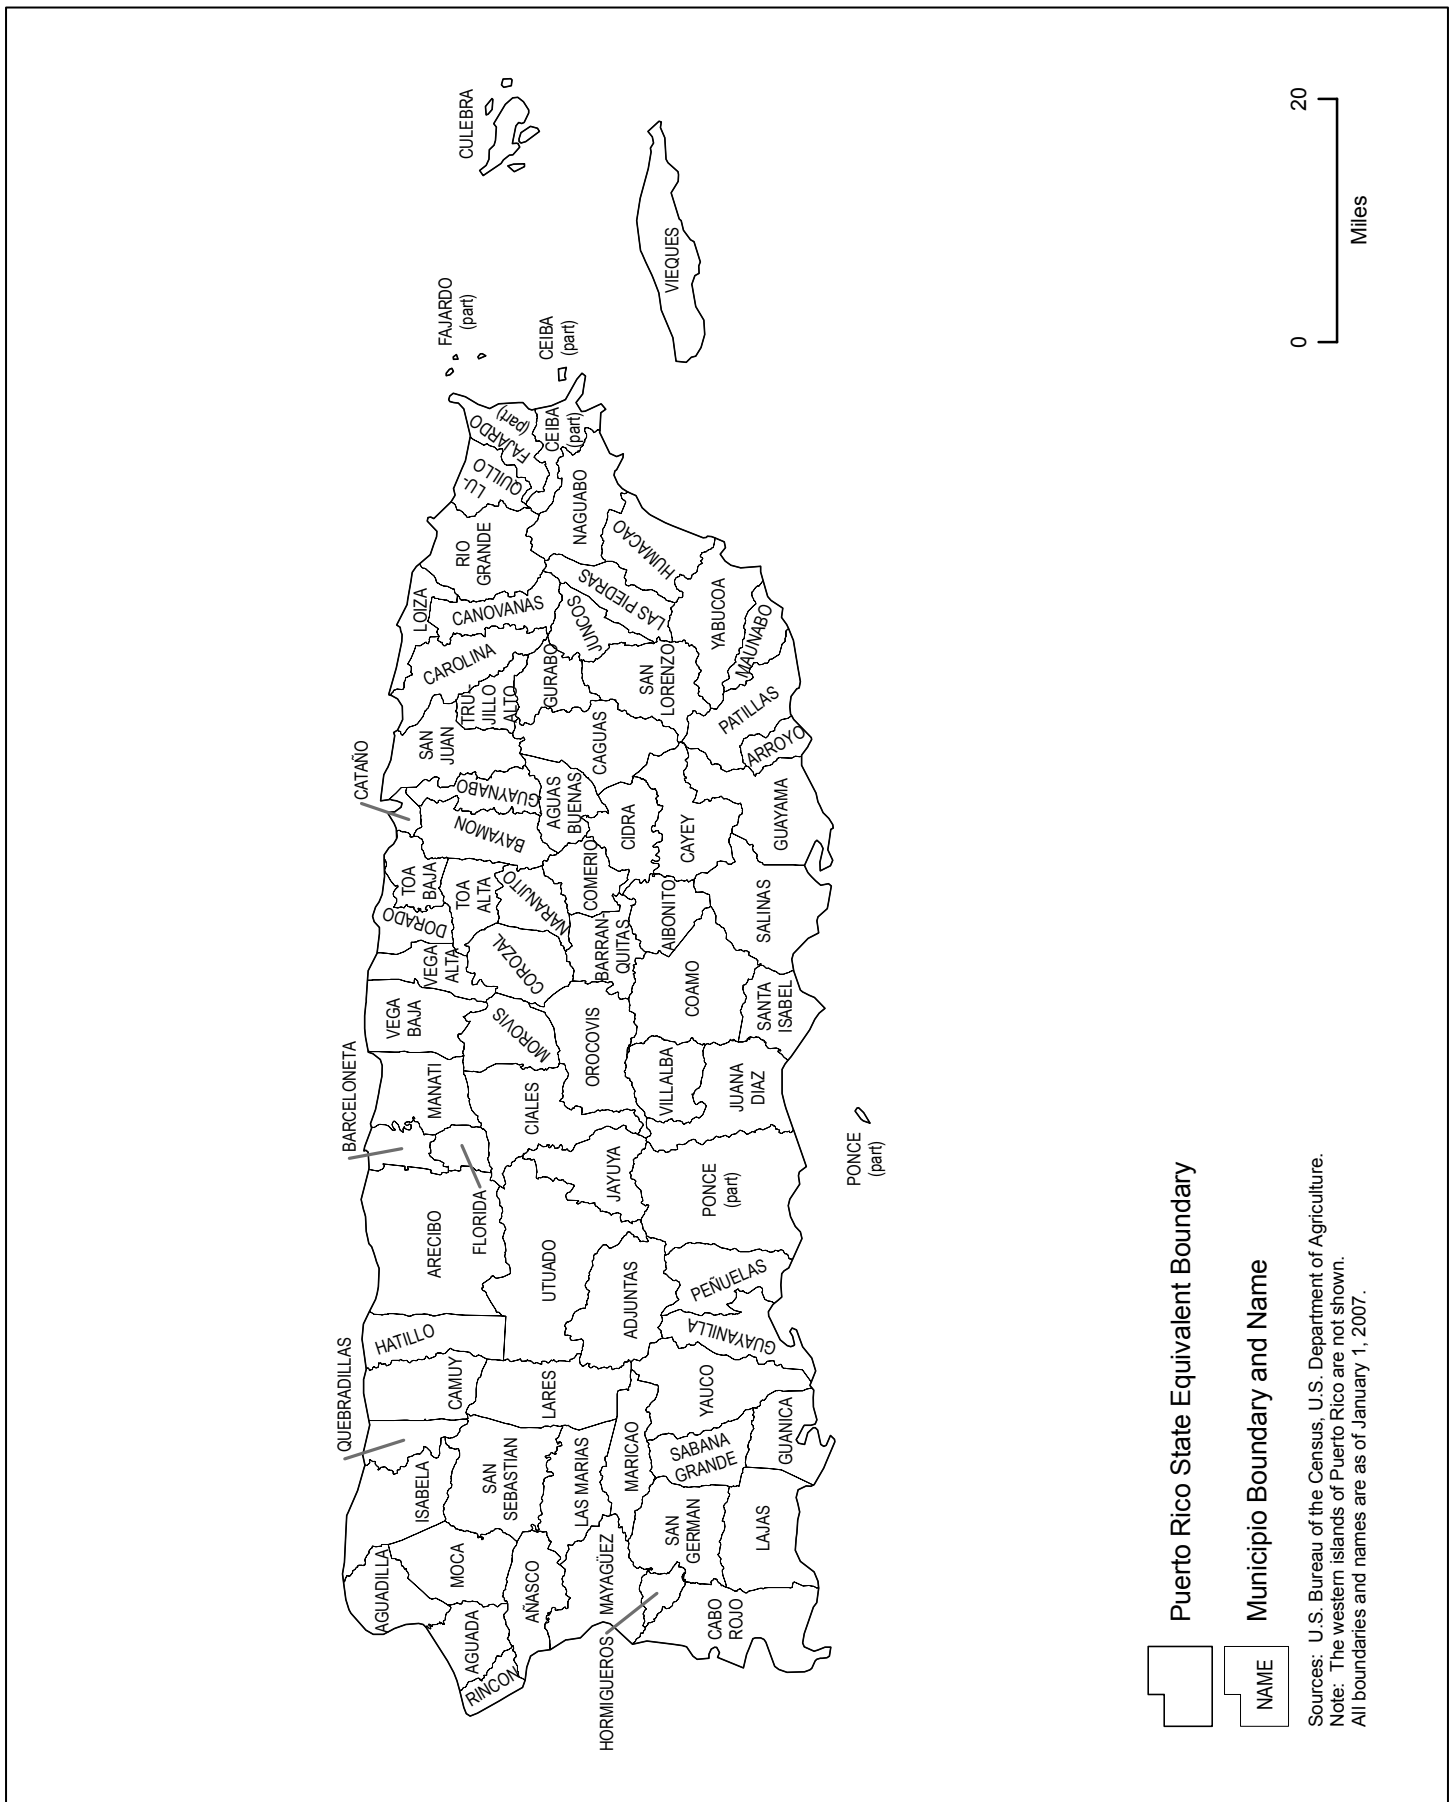 CULEBRA
VIEQUES
FAJARDO
(part)
CEIBA
(part)
FAJARDO
(part)
CEIBA
(part)
LU-
QUILLO
NAGUABO
RIO
GRANDE
HUMACAO
LAS PIEDRAS
LOIZA
CANOVANAS
JUNCOS
YABUCOA
MAUNABO
CAROLINA
GURABO
SAN
LORENZO
TRU-
JILLO
ALTO
PATILLAS
ARROYO
SAN
JUAN
CAGUAS
CATAÑO
GUAYNABO
AGUAS
BUENAS
BAYAMON
CIDRA
CAYEY
GUAYAMA
TOA
BAJA
TOA
ALTA
NARANJITO
COMERIO
AIBONITO
SALINAS
DORADO
VEGA
ALTA
COROZAL
BARRAN-
QUITAS
COAMO
SANTA
ISABEL
VEGA
BAJA
MOROVIS
OROCOVIS
VILLALBA
JUANA
DIAZ
BARCELONETA
MANATI
CIALES
FLORIDA
JAYUYA
PONCE
(part)
PONCE
(part)
ARECIBO
UTUADO
ADJUNTAS
PEÑUELAS
GUAYANILLA
HATILLO
QUEBRADILLAS
CAMUY
LARES
YAUCO
GUANICA
SABANA
GRANDE
MARICAO
LAS MARIAS
SAN
SEBASTIAN
ISABELA
AGUADILLA
MOCA
AÑASCO
MAYAGÜEZ
SAN
GERMAN
LAJAS
AGUADA
RINCON
HORMIGUEROS
CABO
ROJO
0
20
Miles
Puerto Rico State Equivalent Boundary
NAME
Municipio Boundary and Name
Sources: U.S. Bureau of the Census, U.S. Department of Agriculture.
Note: The western islands of Puerto Rico are not shown.
All boundaries and names are as of January 1, 2007.